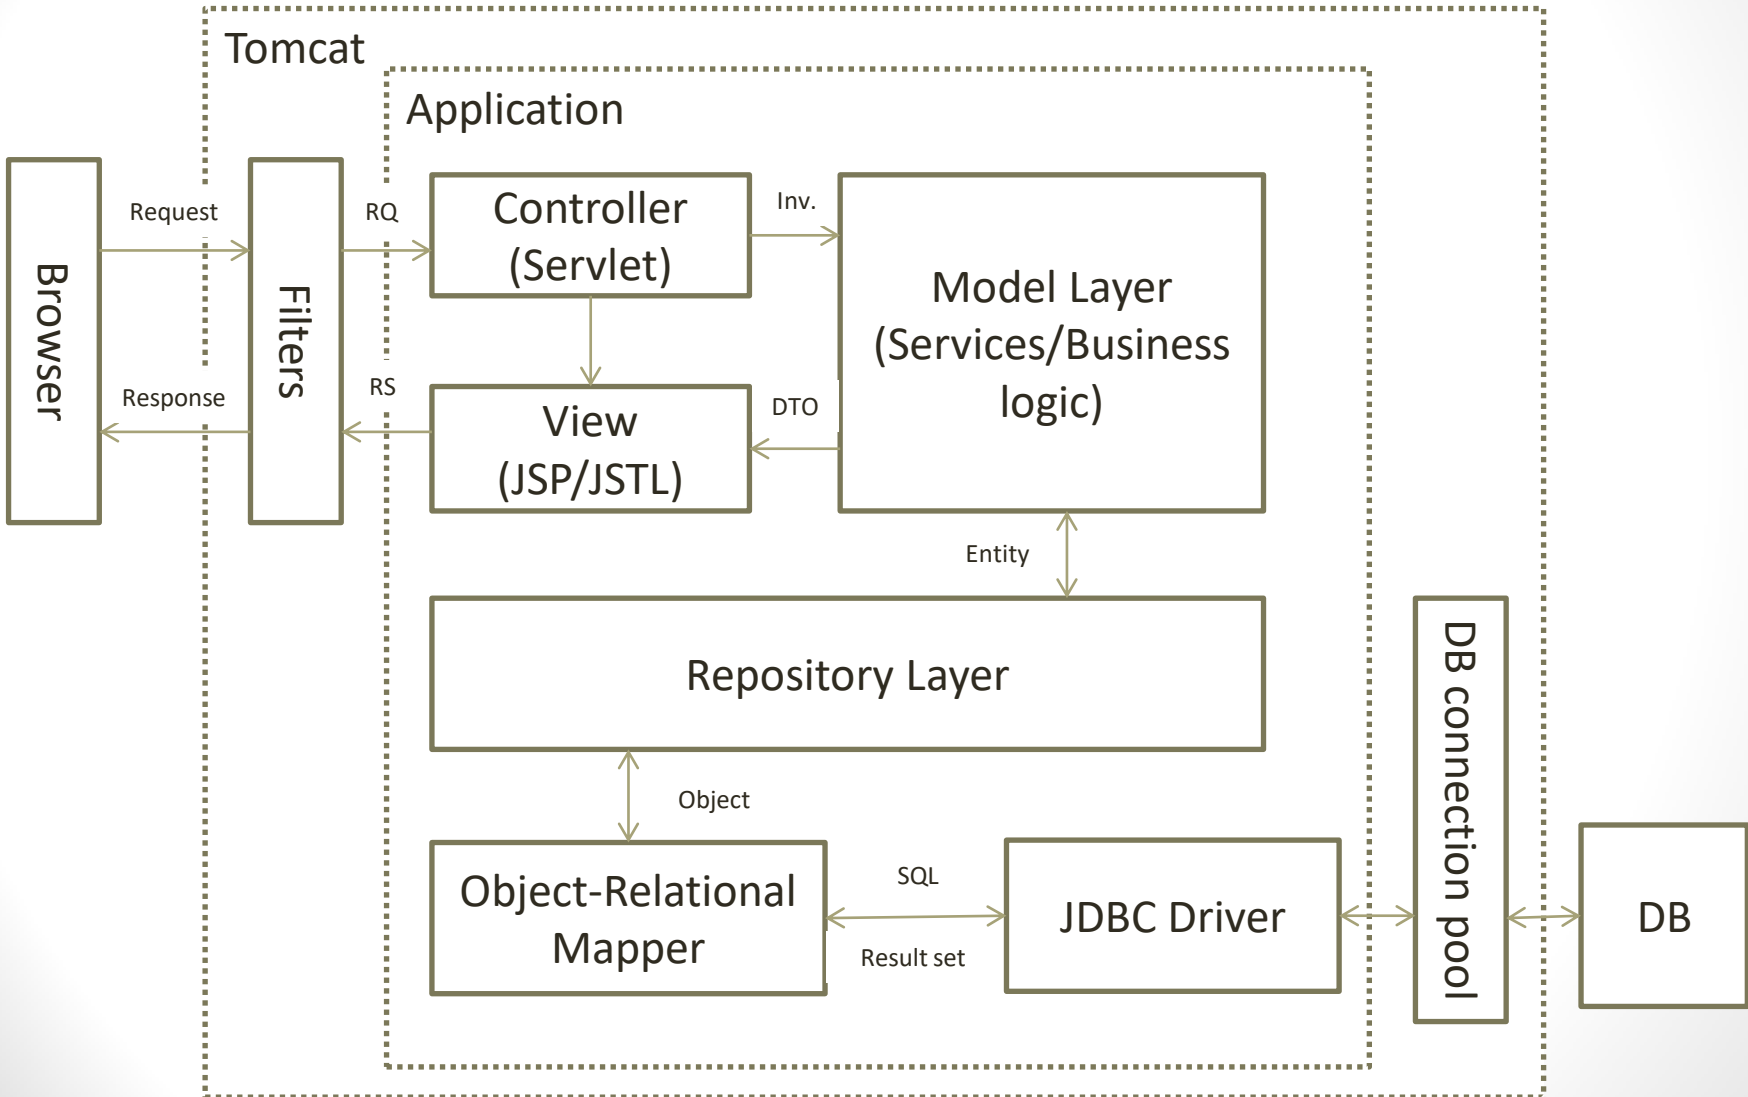 Tomcat
Application
Browser
Request
Response
Filters
RQ
RS
Controller
(Servlet)
Inv.
View
(JSP/JSTL)
DTO
Model Layer
(Services/Business
logic)
Entity
Repository Layer
Object
Object-Relational
Mapper
SQL
Result set
JDBC Driver
DB connection pool
DB